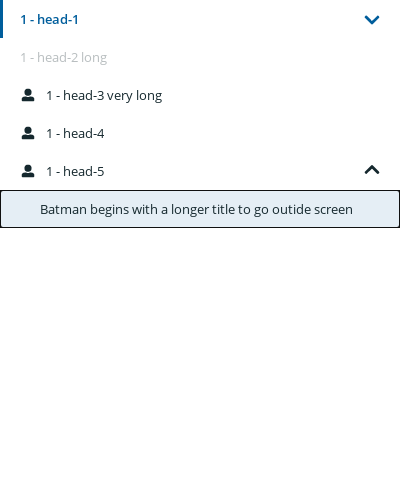 1 - head-1
1 - head-2 long
1 - head-3 very long
1 - head-4
1 - head-5
Batman begins with a longer title to go outide screen